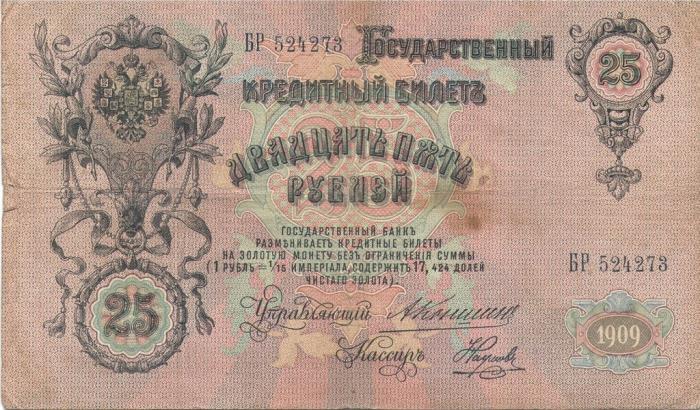 БР 524273
Государственный
25
Кредитный Билетъ
Двадцать пять
рублей
Государственный Банкъ
размѣниваетъ кредитные билеты
на золотую монету безъ ограниченія суммы
(1 рубль = 1/15 имперіала, содержитъ 17,424 долей
чистаго золота).
БР 524273
25
Управляющій
Кассиръ
1909